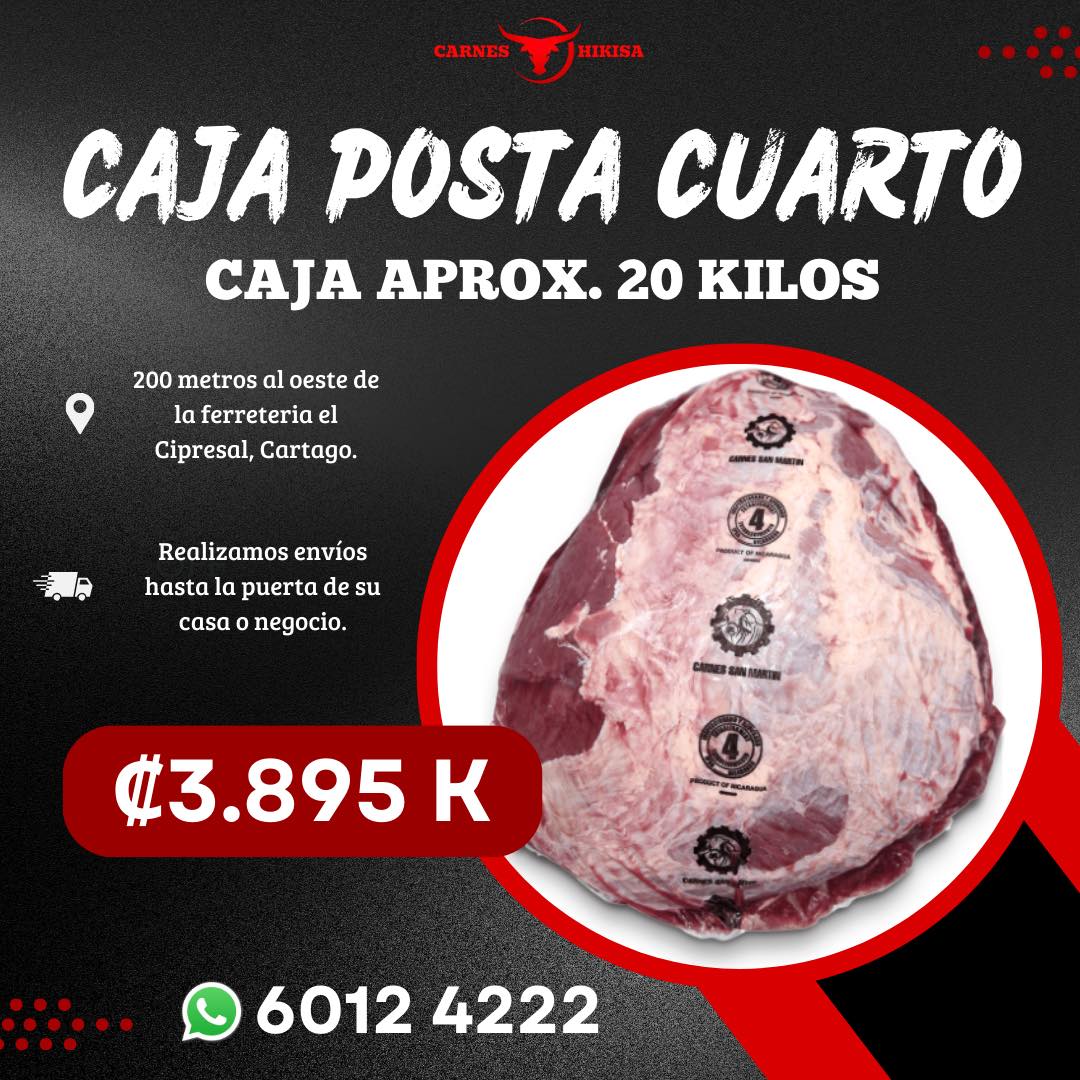 CARNES HIKISA
CAJA POSTA CUARTO
CAJA APROX. 20 KILOS
200 metros al oeste de
la ferreteria el
Cipresal, Cartago.
Realizamos envíos
hasta la puerta de su
casa o negocio.
₡3.895 K
CARNES SAN MARTIN
4
PRODUCT OF NICARAGUA
CARNES SAN MARTIN
4
PRODUCT OF NICARAGUA
6012 4222